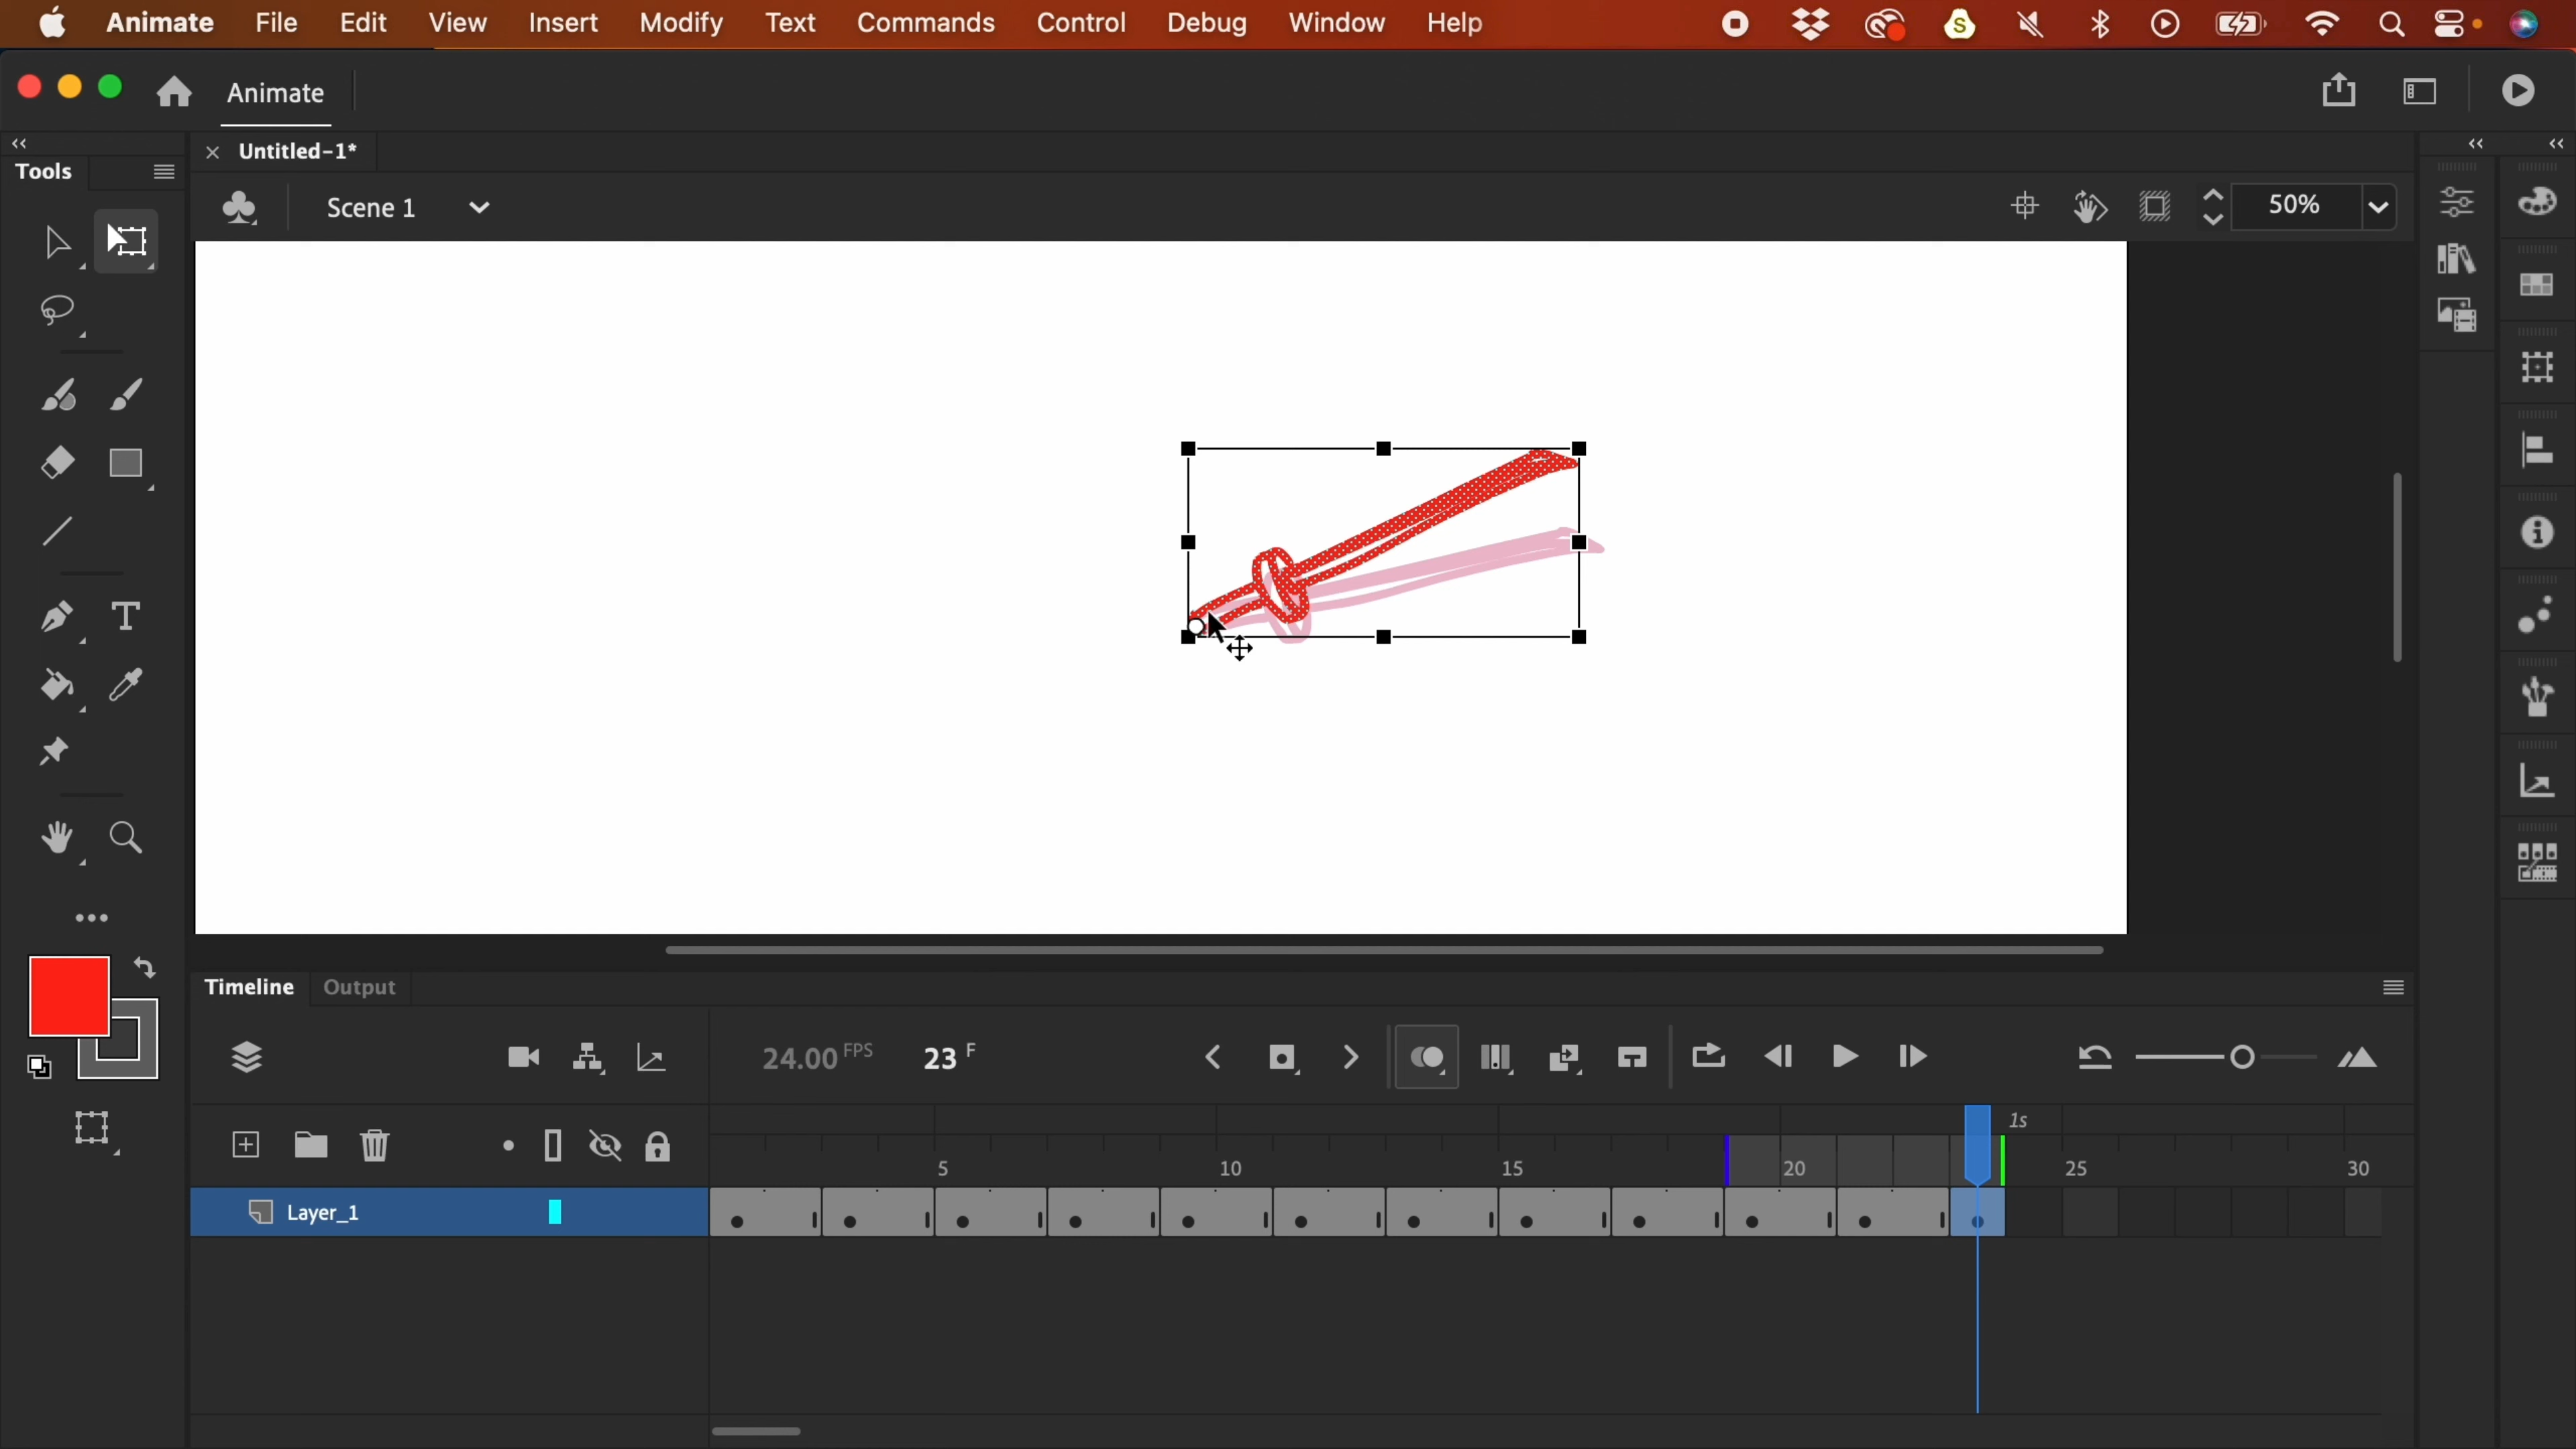 Animate File Edit View Insert Modify Text Commands Control Debug Window Help
Animate
Tools
Untitled-1*
Scene 1
50%
Timeline Output
24.00 FPS 23 F
1s
5 10 15 20 25 30
Layer_1